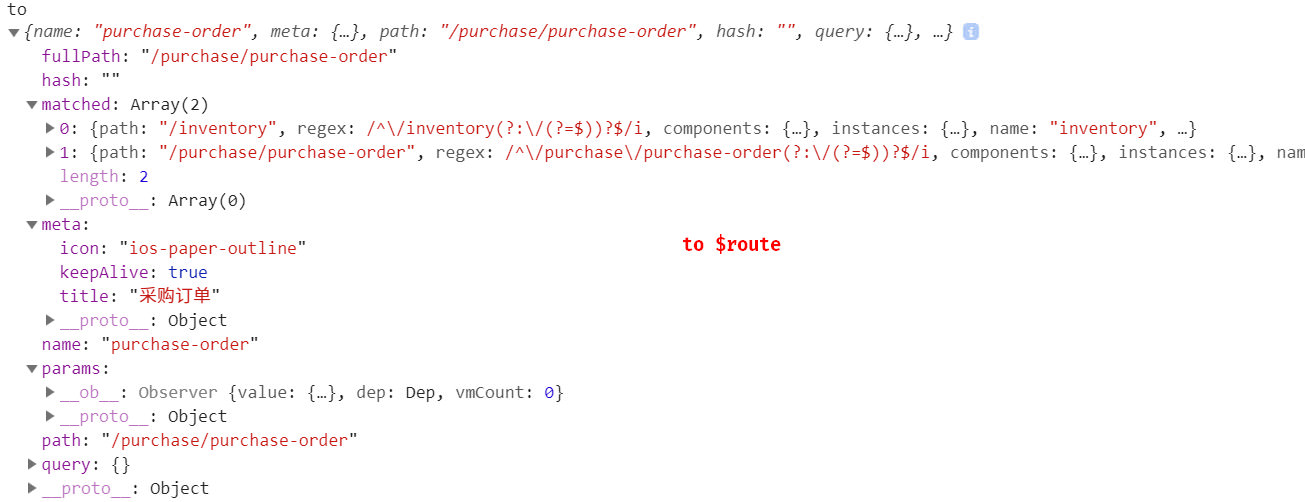 to
{name: "purchase-order", meta: {…}, path: "/purchase/purchase-order", hash: "", query: {…}, …} i
fullPath: "/purchase/purchase-order"
hash: ""
matched: Array(2)
0: {path: "/inventory", regex: /^\/inventory(?:\/(?=$))?$/i, components: {…}, instances: {…}, name: "inventory", …}
1: {path: "/purchase/purchase-order", regex: /^\/purchase\/purchase-order(?:\/(?=$))?$/i, components: {…}, instances: {…}, nam
length: 2
__proto__: Array(0)
meta:
icon: "ios-paper-outline"
to $route
keepAlive: true
title: "采购订单"
__proto__: Object
name: "purchase-order"
params:
__ob__: Observer {value: {…}, dep: Dep, vmCount: 0}
__proto__: Object
path: "/purchase/purchase-order"
query: {}
__proto__: Object